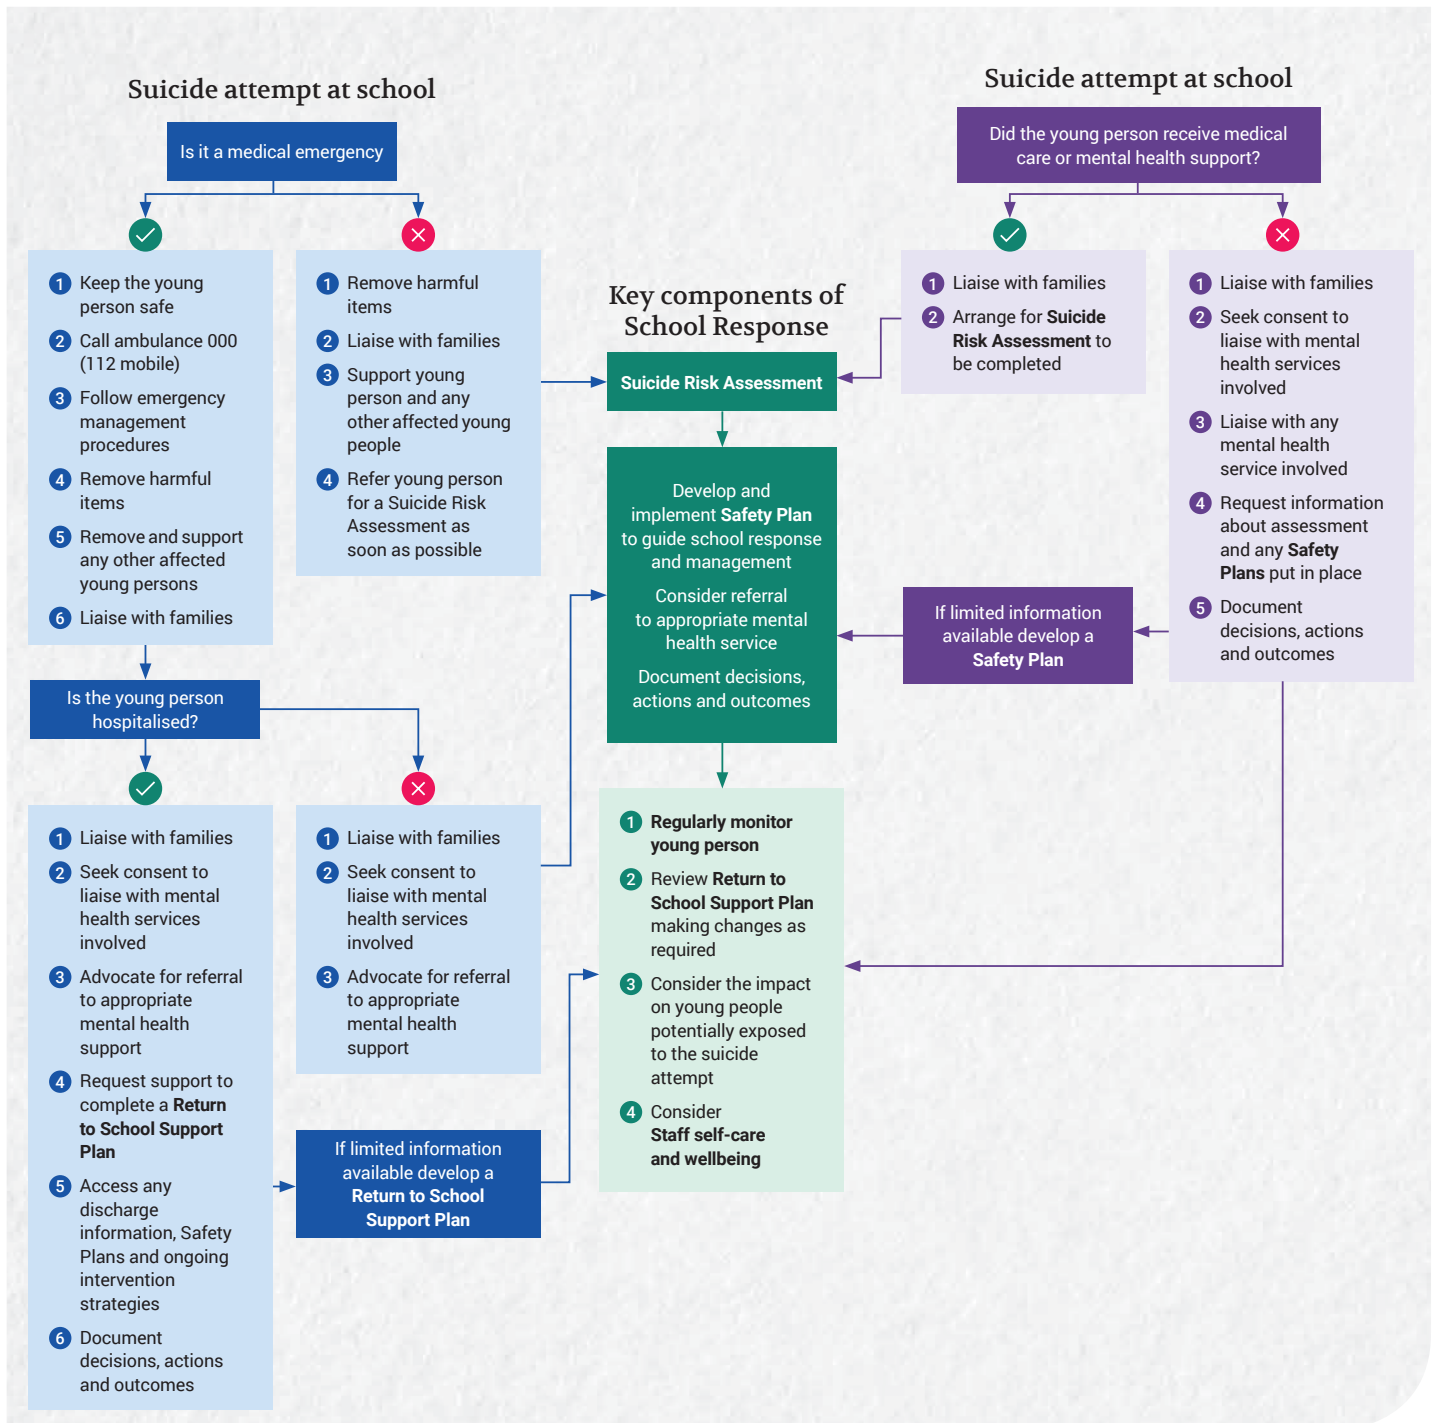 Suicide attempt at school
Is it a medical emergency
1 Keep the young
person safe
2 Call ambulance 000
(112 mobile)
3 Follow emergency
management
procedures
4 Remove harmful
items
5 Remove and support
any other affected
young persons
6 Liaise with families
1 Remove harmful
items
2 Liaise with families
3 Support young
person and any
other affected young
people
4 Refer young person
for a Suicide Risk
Assessment as
soon as possible
Is the young person
hospitalised?
1 Liaise with families
2 Seek consent to
liaise with mental
health services
involved
3 Advocate for referral
to appropriate
mental health
support
4 Request support to
complete a Return
to School Support
Plan
5 Access any
discharge
information, Safety
Plans and ongoing
intervention
strategies
6 Document
decisions, actions
and outcomes
1 Liaise with families
2 Seek consent to
liaise with mental
health services
involved
3 Advocate for referral
to appropriate
mental health
support
If limited information
available develop a
Return to School
Support Plan
Key components of
School Response
Suicide Risk Assessment
Develop and
implement Safety Plan
to guide school response
and management
Consider referral
to appropriate mental
health service
Document decisions,
actions and outcomes
1 Regularly monitor
young person
2 Review Return to
School Support Plan
making changes as
required
3 Consider the impact
on young people
potentially exposed
to the suicide
attempt
4 Consider
Staff self-care
and wellbeing
Suicide attempt at school
Did the young person receive medical
care or mental health support?
1 Liaise with families
2 Arrange for Suicide
Risk Assessment to
be completed
1 Liaise with families
2 Seek consent to
liaise with mental
health services
involved
3 Liaise with any
mental health
service involved
4 Request information
about assessment
and any Safety
Plans put in place
5 Document
decisions, actions
and outcomes
If limited information
available develop a
Safety Plan